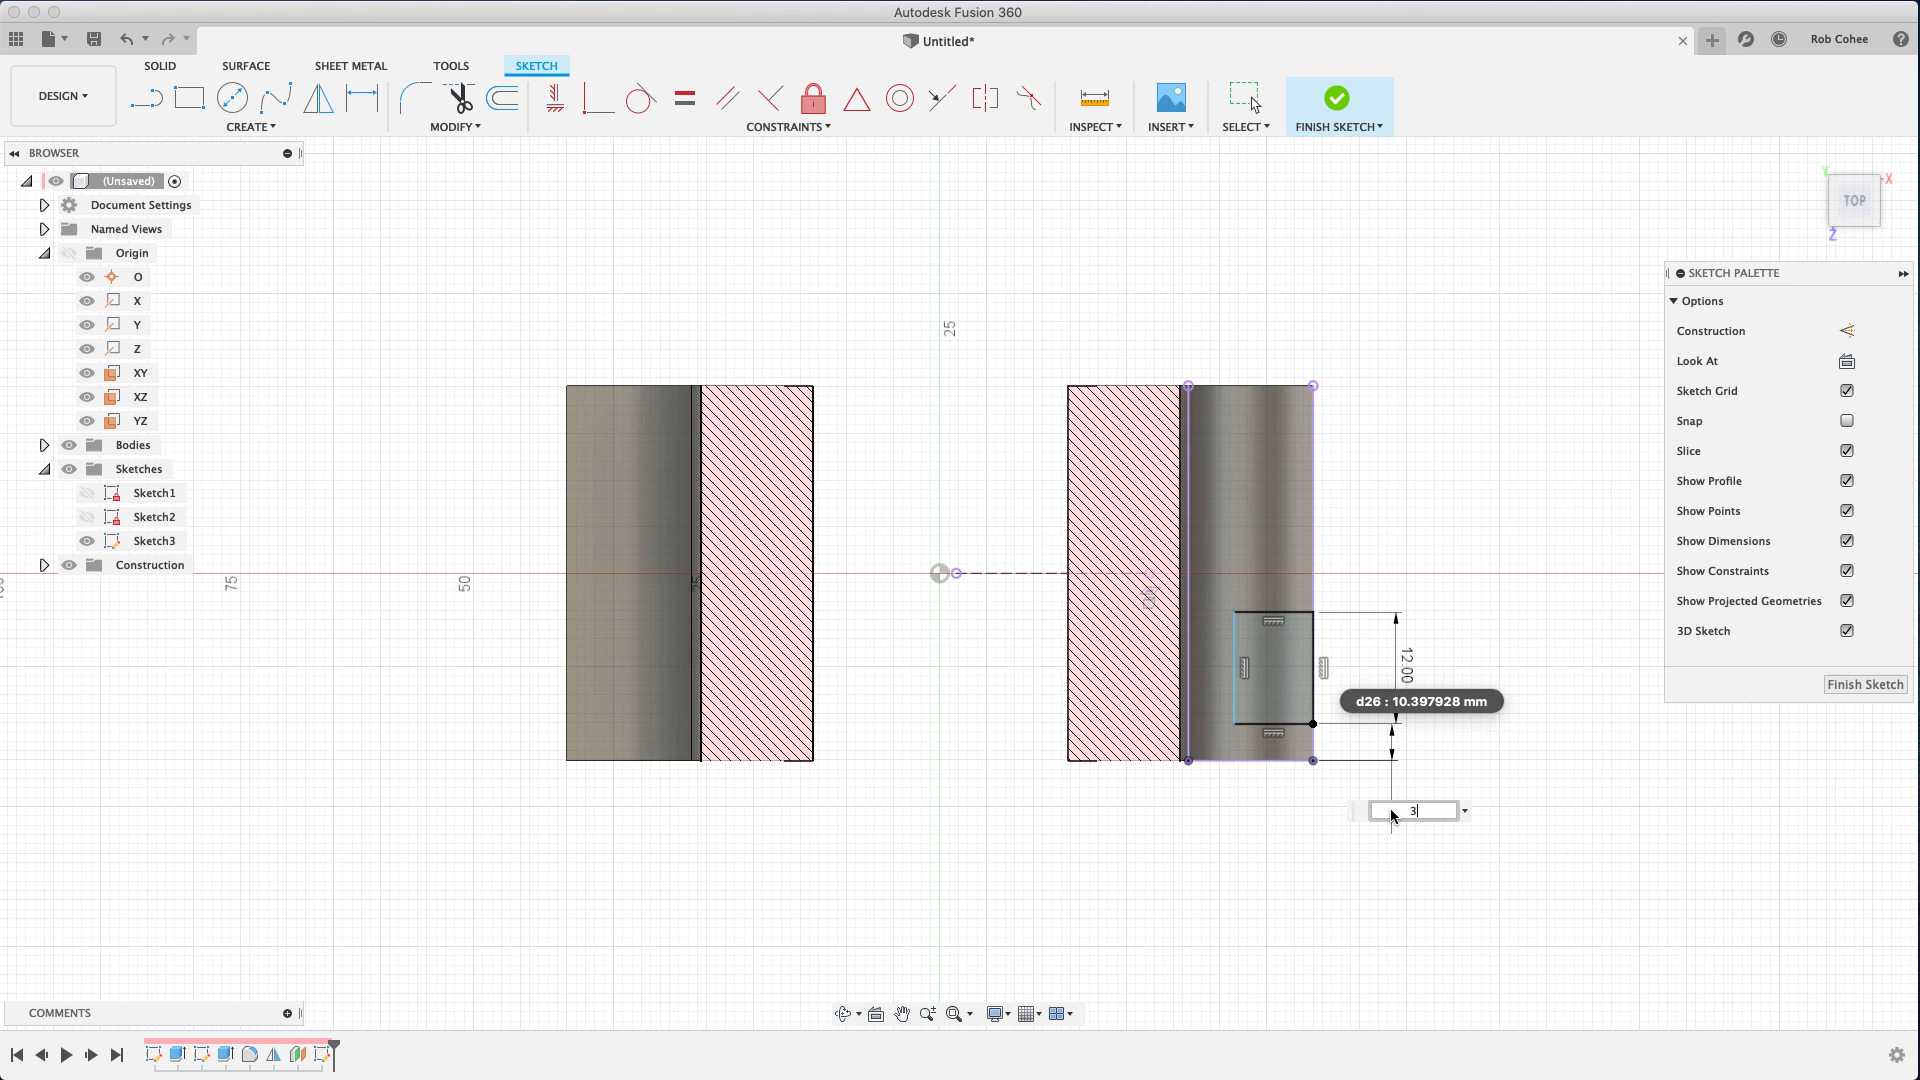 Autodesk Fusion 360
Untitled*
Rob Cohee
SOLID
SURFACE
SHEET METAL
TOOLS
SKETCH
DESIGN
CREATE
MODIFY
CONSTRAINTS
INSPECT
INSERT
SELECT
FINISH SKETCH
BROWSER
(Unsaved)
Document Settings
Named Views
Origin
O
X
Y
Z
XY
XZ
YZ
Bodies
Sketches
Sketch1
Sketch2
Sketch3
Construction
TOP
Y
X
Z
SKETCH PALETTE
Options
Construction
Look At
Sketch Grid
Snap
Slice
Show Profile
Show Points
Show Dimensions
Show Constraints
Show Projected Geometries
3D Sketch
Finish Sketch
25
75
50
25
12.00
d26 : 10.397928 mm
3
COMMENTS